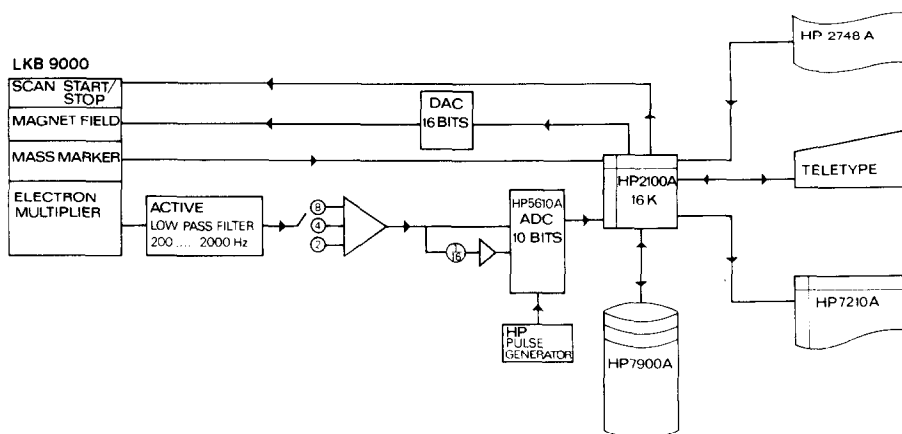 LKB 9000
SCAN START/
STOP
MAGNET FIELD
MASS MARKER
ELECTRON
MULTIPLIER
ACTIVE
LOW PASS FILTER
200 .... 2000 Hz
8
4
2
DAC
16 BITS
1
16
HP5610A
ADC
10 BITS
HP
PULSE
GENERATOR
HP2100A
16 K
HP7900A
HP 2748 A
TELETYPE
HP7210A